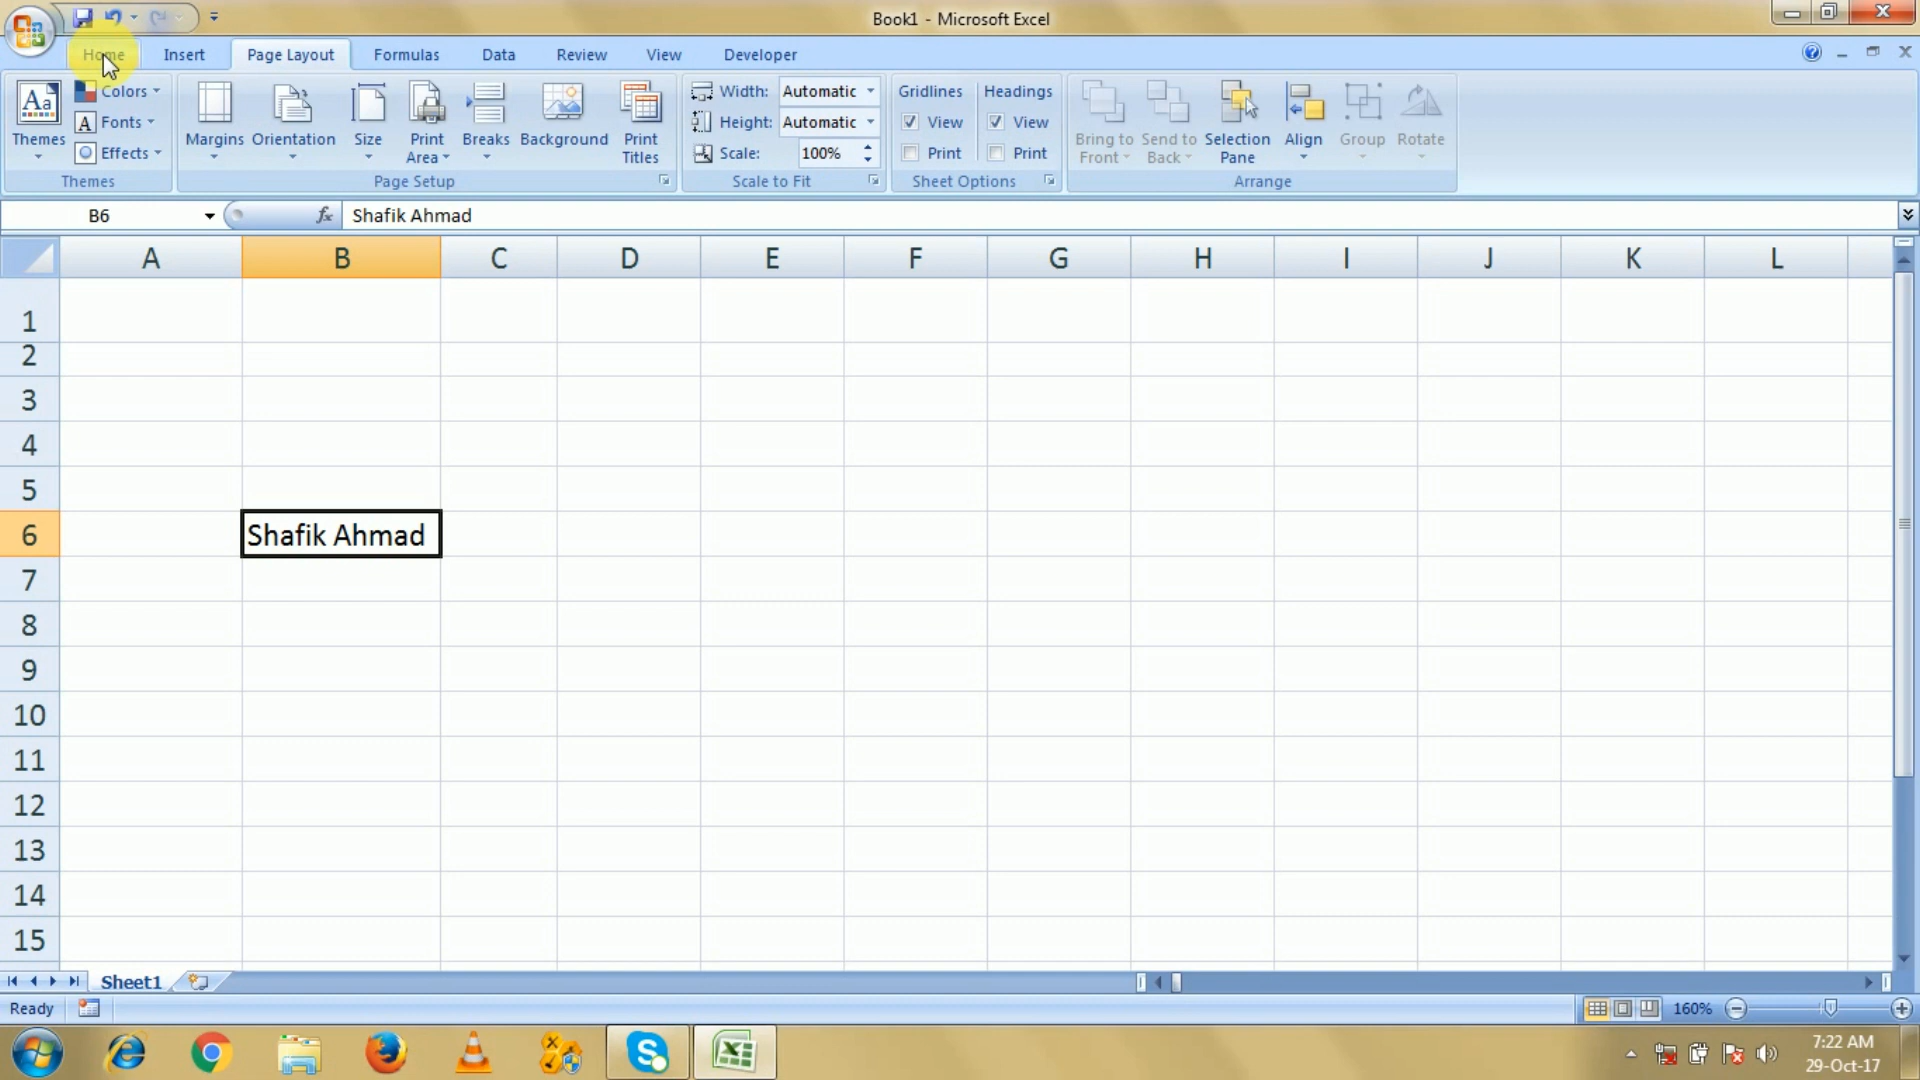 Book1 - Microsoft Excel
Home Insert Page Layout Formulas Data Review View Developer
Aa Themes Colors Fonts Effects
Margins Orientation Size Print Area Breaks Background Print Titles
Width: Automatic
Height: Automatic
Scale: 100%
Gridlines Headings
View View
Print Print
Bring to Front Send to Back Selection Pane Align Group Rotate
Themes Page Setup Scale to Fit Sheet Options Arrange
B6 fx Shafik Ahmad
A B C D E F G H I J K L
1
2
3
4
5
6 Shafik Ahmad
7
8
9
10
11
12
13
14
15
Sheet1
Ready 160%
7:22 AM
29-Oct-17